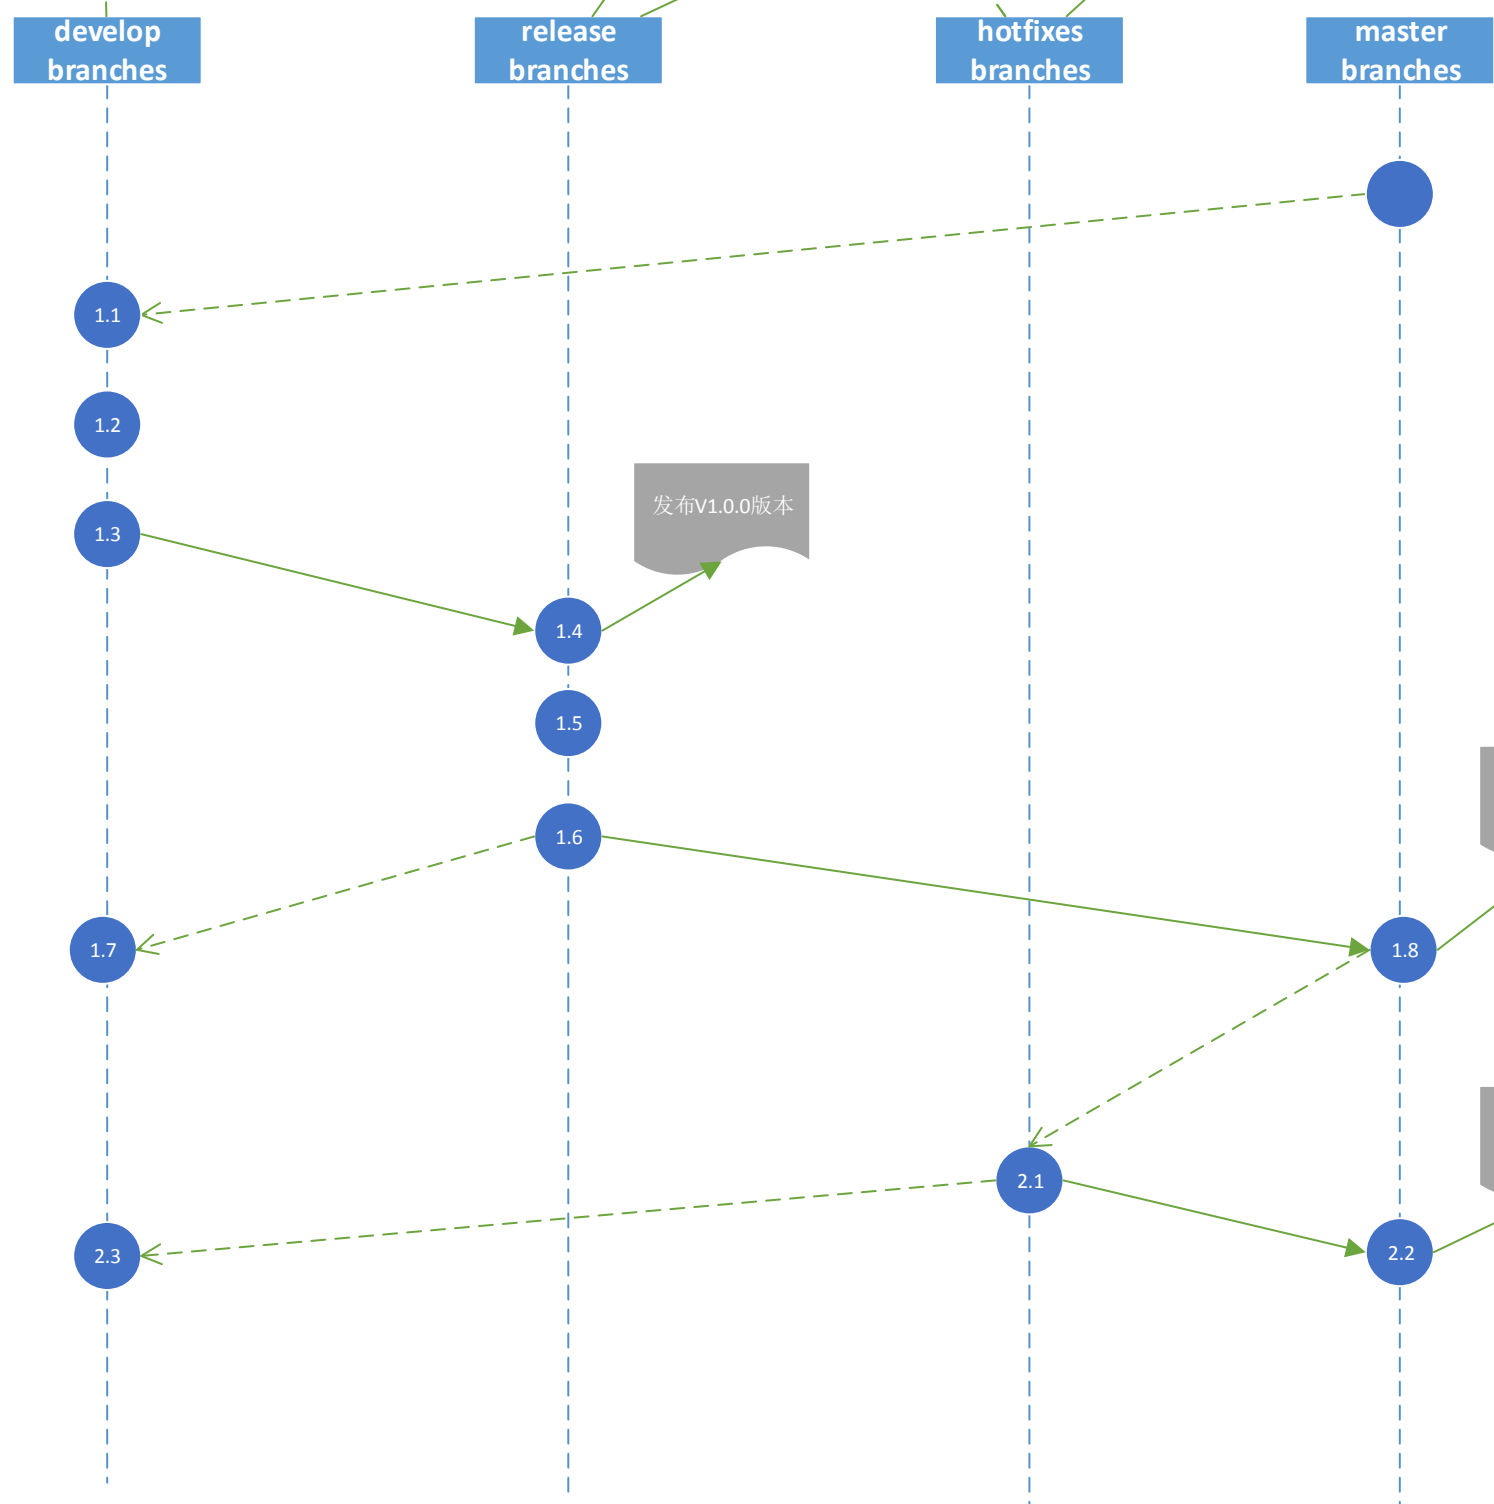 develop
branches
release
branches
hotfixes
branches
master
branches
1.1
1.2
发布V1.0.0版本
1.3
1.4
1.5
1.6
1.7
1.8
2.1
2.3
2.2